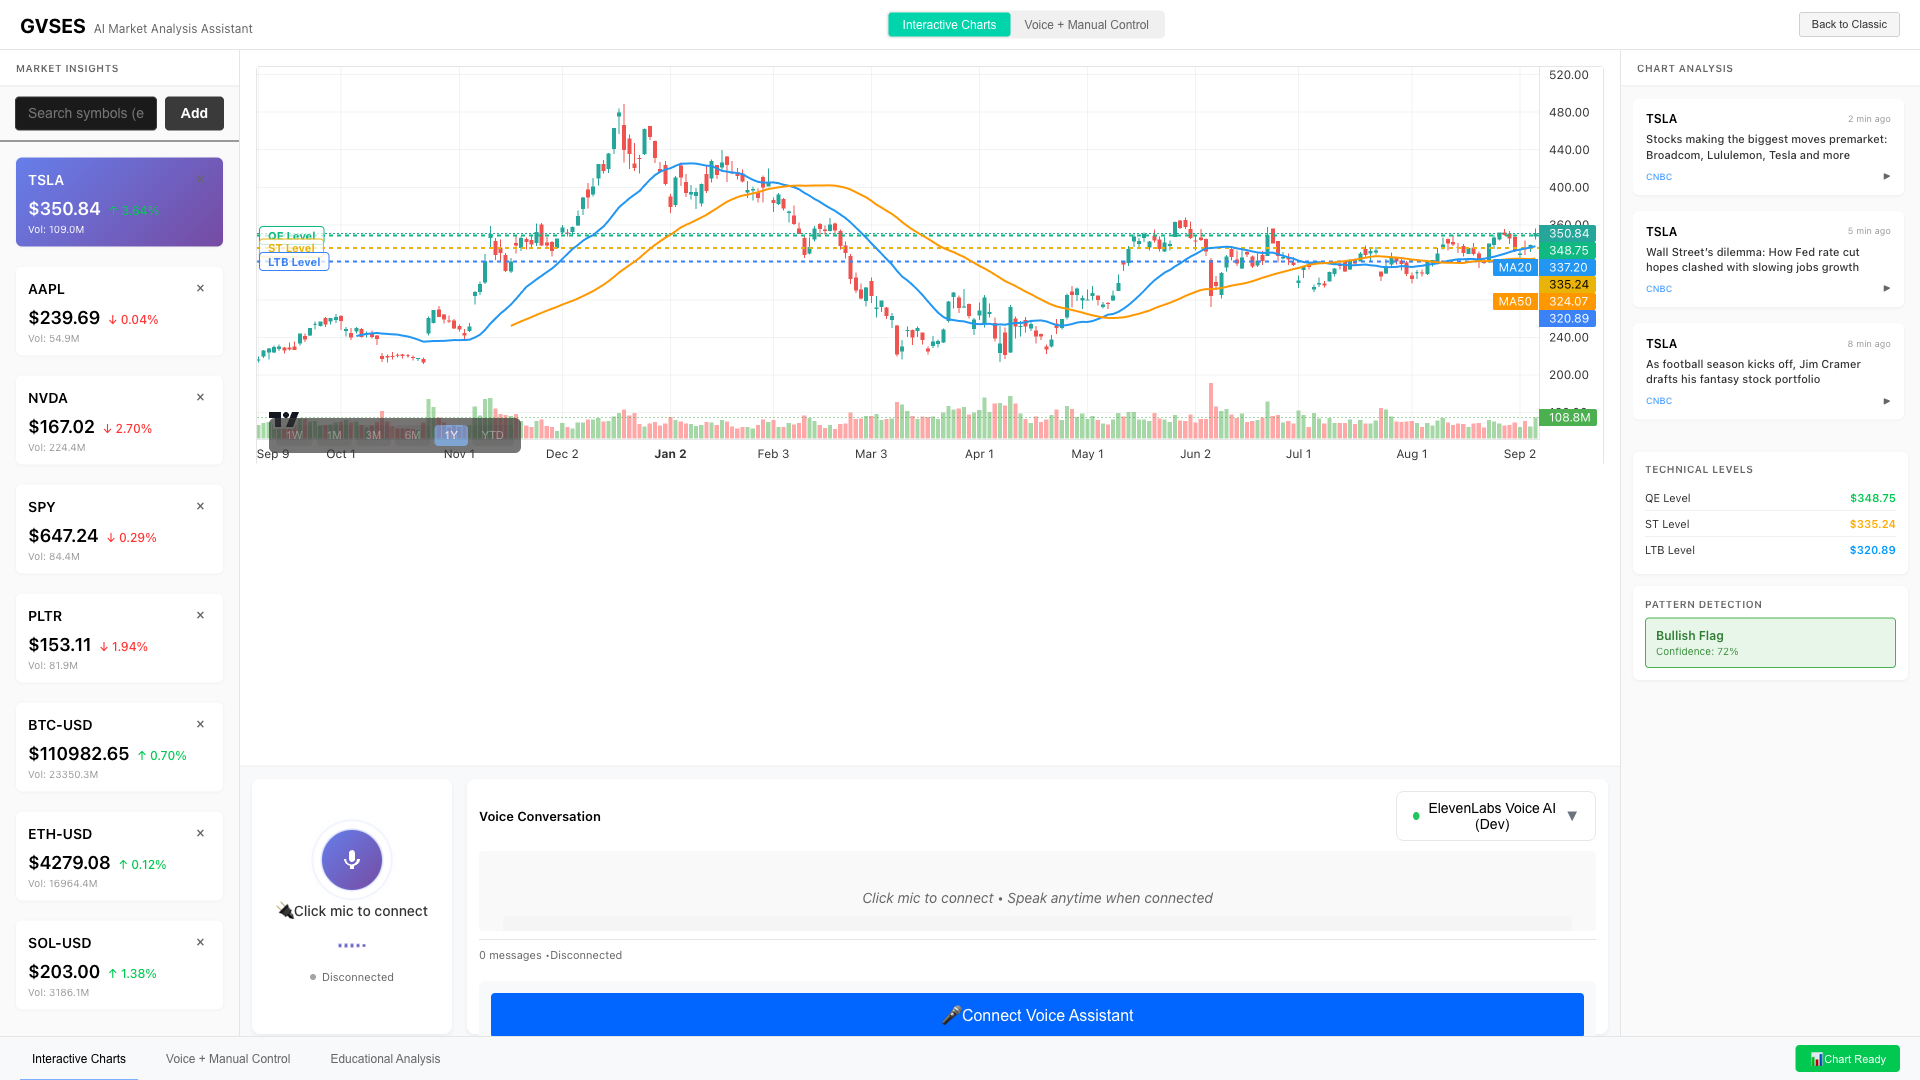 GVSES AI Market Analysis Assistant
Interactive Charts
Voice + Manual Control
Back to Classic
MARKET INSIGHTS
Search symbols (e
Add
TSLA
$350.84 ↑ 3.64%
Vol: 109.0M
AAPL ×
$239.69 ↓ 0.04%
Vol: 54.9M
NVDA ×
$167.02 ↓ 2.70%
Vol: 224.4M
SPY ×
$647.24 ↓ 0.29%
Vol: 84.4M
PLTR ×
$153.11 ↓ 1.94%
Vol: 81.9M
BTC-USD ×
$110982.65 ↑ 0.70%
Vol: 23350.3M
ETH-USD ×
$4279.08 ↑ 0.12%
Vol: 16964.4M
SOL-USD ×
$203.00 ↑ 1.38%
Vol: 3186.1M
520.00
480.00
440.00
400.00
360.00
350.84
348.75
MA20 337.20
335.24
MA50 324.07
320.89
240.00
200.00
108.8M
QE Level
ST Level
LTB Level
1W 1M 3M 6M 1Y YTD
Sep 9 Oct 1 Nov 1 Dec 2 Jan 2 Feb 3 Mar 3 Apr 1 May 1 Jun 2 Jul 1 Aug 1 Sep 2
🔌Click mic to connect
Disconnected
Voice Conversation
ElevenLabs Voice AI
(Dev) ▼
Click mic to connect • Speak anytime when connected
0 messages •Disconnected
🎤Connect Voice Assistant
CHART ANALYSIS
TSLA 2 min ago
Stocks making the biggest moves premarket:
Broadcom, Lululemon, Tesla and more
CNBC ▶
TSLA 5 min ago
Wall Street’s dilemma: How Fed rate cut
hopes clashed with slowing jobs growth
CNBC ▶
TSLA 8 min ago
As football season kicks off, Jim Cramer
drafts his fantasy stock portfolio
CNBC ▶
TECHNICAL LEVELS
QE Level $348.75
ST Level $335.24
LTB Level $320.89
PATTERN DETECTION
Bullish Flag
Confidence: 72%
Interactive Charts
Voice + Manual Control
Educational Analysis
📊Chart Ready